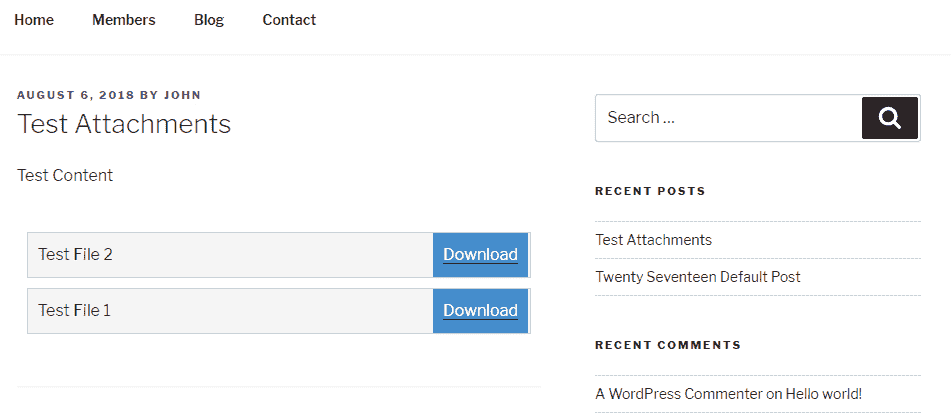 Home Members Blog Contact
AUGUST 6, 2018 BY JOHN
Test Attachments
Test Content
Test File 2 Download
Test File 1 Download
Search ...
RECENT POSTS
Test Attachments
Twenty Seventeen Default Post
RECENT COMMENTS
A WordPress Commenter on Hello world!